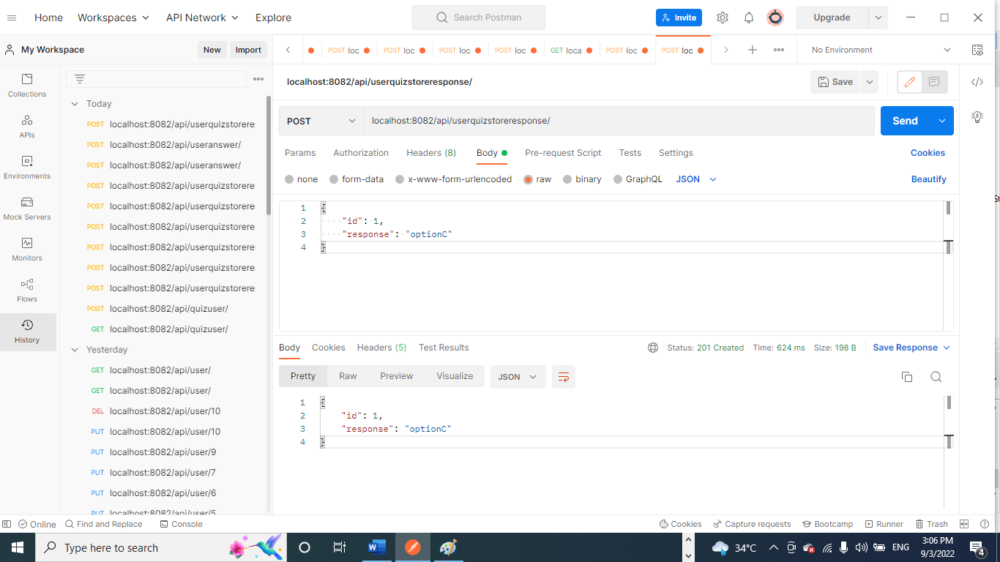 Home Workspaces API Network Explore Search Postman Invite Upgrade
My Workspace New Import POST loc POST loc POST loc POST loc GET loca POST loc POST loc No Environment
Collections
APIs
Environments
Mock Servers
Monitors
Flows
History
Today
POST localhost:8082/api/userquizstorere
POST localhost:8082/api/useranswer/
POST localhost:8082/api/useranswer/
POST localhost:8082/api/userquizstorere
POST localhost:8082/api/userquizstorere
POST localhost:8082/api/userquizstorere
POST localhost:8082/api/userquizstorere
POST localhost:8082/api/userquizstorere
POST localhost:8082/api/userquizstorere
POST localhost:8082/api/quizuser/
GET localhost:8082/api/quizuser/
Yesterday
GET localhost:8082/api/user/
GET localhost:8082/api/user/
DEL localhost:8082/api/user/10
PUT localhost:8082/api/user/10
PUT localhost:8082/api/user/9
PUT localhost:8082/api/user/7
PUT localhost:8082/api/user/6
PUT localhost:8082/api/user/5
localhost:8082/api/userquizstoreresponse/ Save
POST localhost:8082/api/userquizstoreresponse/ Send
Params Authorization Headers (8) Body Pre-request Script Tests Settings Cookies
none form-data x-www-form-urlencoded raw binary GraphQL JSON Beautify
1 {
2 "id": 1,
3 "response": "optionC"
4 }
Body Cookies Headers (5) Test Results Status: 201 Created Time: 624 ms Size: 198 B Save Response
Pretty Raw Preview Visualize JSON
1 {
2 "id": 1,
3 "response": "optionC"
4 }
Online Find and Replace Console Cookies Capture requests Bootcamp Runner Trash
Type here to search 34°C ENG 3:06 PM
9/3/2022 4